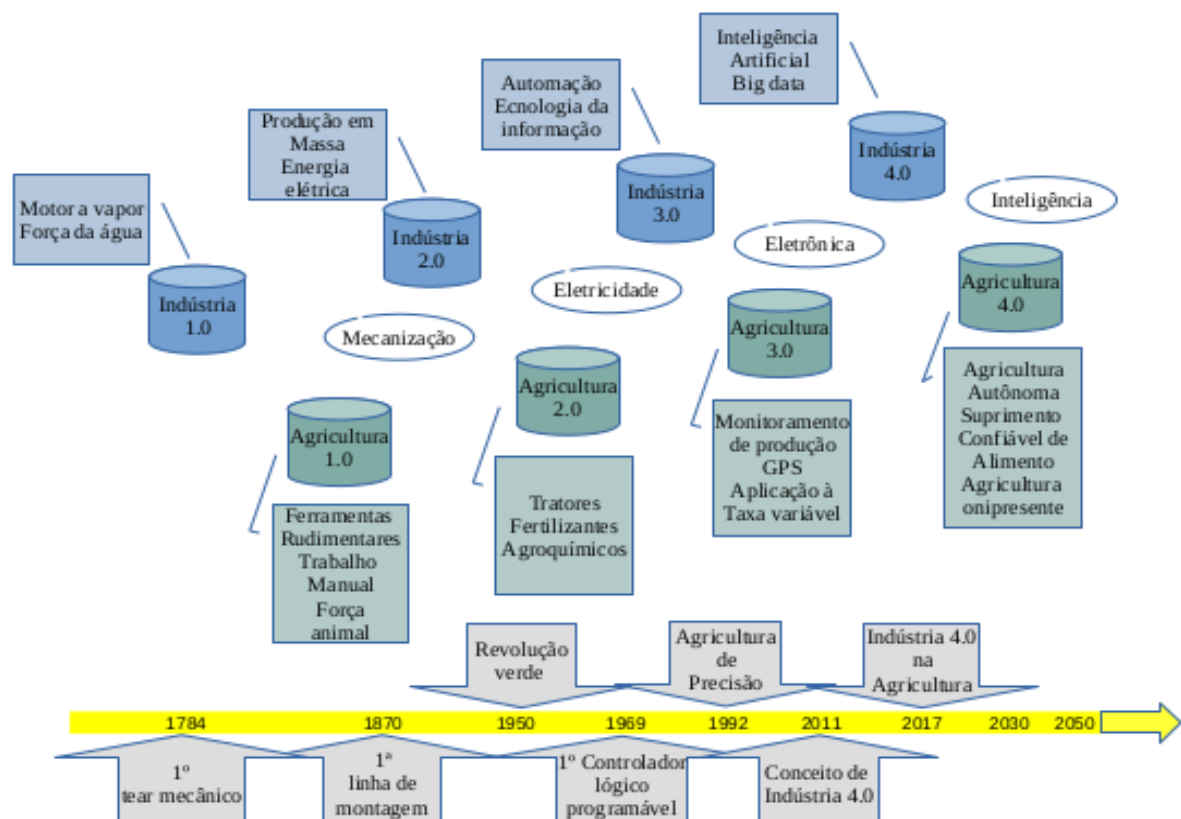 Inteligência
Artificial
Big data
Automação
Ecnologia da
informação
Indústria
4.0
Produção em
Massa
Energia
elétrica
Indústria
3.0
Inteligência
Motor a vapor
Força da água
Indústria
2.0
Eletrônica
Indústria
1.0
Eletricidade
Agricultura
4.0
Mecanização
Agricultura
3.0
Agricultura
2.0
Agricultura
1.0
Agricultura
Autônoma
Suprimento
Confiável de
Alimento
Agricultura
onipresente
Monitoramento
de produção
GPS
Aplicação à
Taxa variável
Tratores
Fertilizantes
Agroquímicos
Ferramentas
Rudimentares
Trabalho
Manual
Força
animal
Revolução
verde
Agricultura
de
Precisão
Indústria 4.0
na
Agricultura
1784 1870 1950 1969 1992 2011 2017 2030 2050
1º
tear mecânico
1ª
linha de
montagem
1º Controlador
lógico
programável
Conceito de
Indústria 4.0